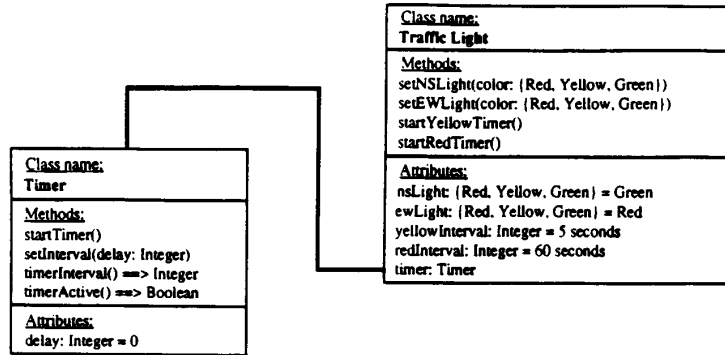 Class name:
Traffic Light
Methods:
setNSLight(color: {Red, Yellow, Green})
setEWLight(color: {Red, Yellow, Green})
startYellowTimer()
startRedTimer()
Attributes:
nsLight: {Red, Yellow, Green} = Green
ewLight: {Red, Yellow, Green} = Red
yellowInterval: Integer = 5 seconds
redInterval: Integer = 60 seconds
timer: Timer
Class name:
Timer
Methods:
startTimer()
setInterval(delay: Integer)
timerInterval() ==> Integer
timerActive() ==> Boolean
Attributes:
delay: Integer = 0